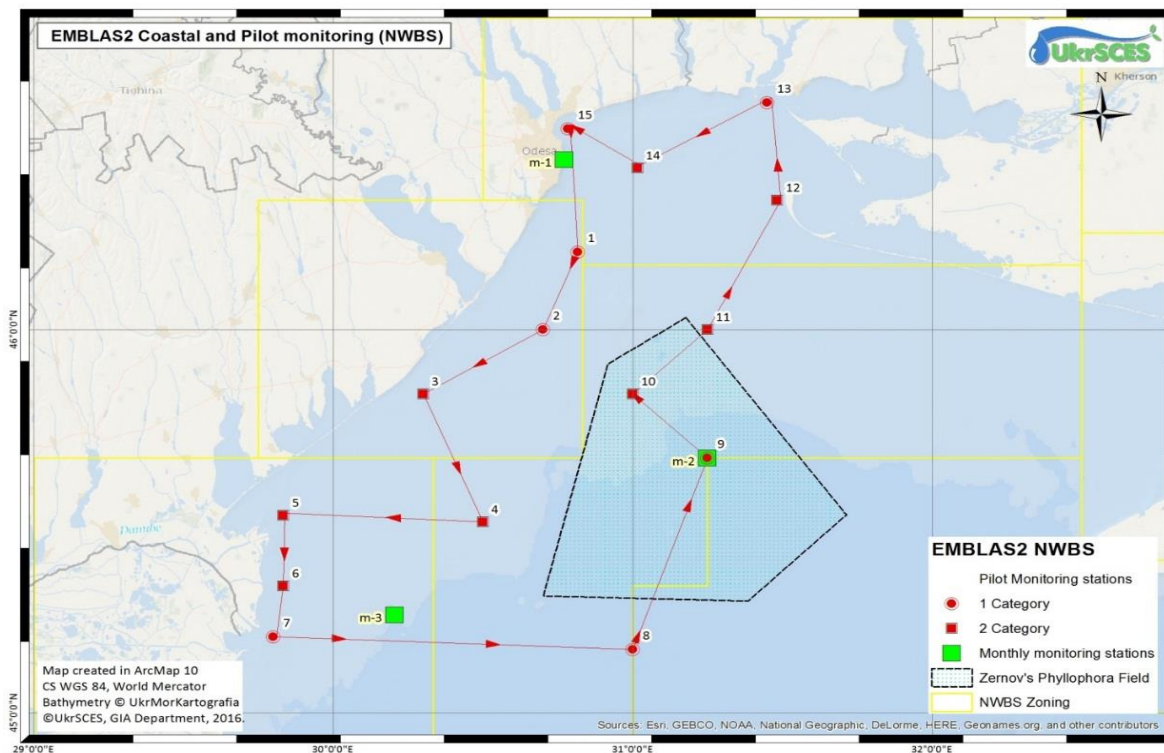 EMBLAS2 Coastal and Pilot monitoring (NWBS)
UkrSCES
Tighina
Kherson
N
13
15
Odesa
m-1
14
12
1
2
11
46°0'0"N
3
10
9
m-2
5
4
Danube
6
m-3
7
8
EMBLAS2 NWBS
Pilot Monitoring stations
1 Category
2 Category
Monthly monitoring stations
Zernov's Phyllophora Field
NWBS Zoning
Map created in ArcMap 10
CS WGS 84, World Mercator
Bathymetry © UkrMorKartografia
©UkrSCES, GIA Department, 2016.
45°0'0"N
Sources: Esri, GEBCO, NOAA, National Geographic, DeLorme, HERE, Geonames.org, and other contributors
29°0'0"E
30°0'0"E
31°0'0"E
32°0'0"E